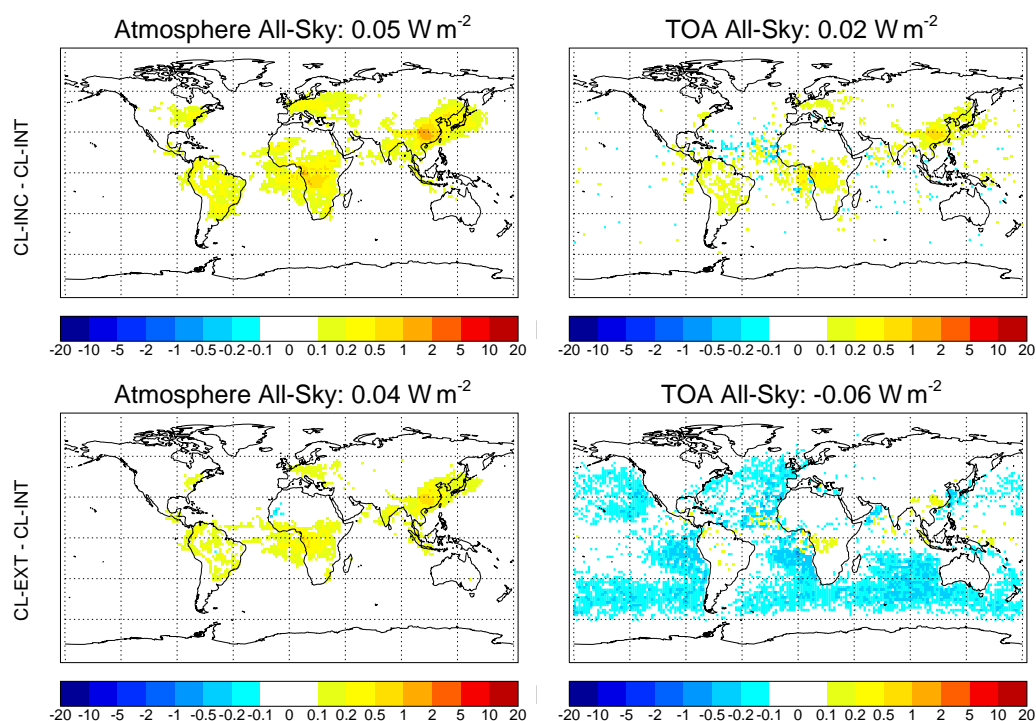 Atmosphere All-Sky: 0.05 W m-2
TOA All-Sky: 0.02 W m-2
CL-INC - CL-INT
-20 -10 -5 -2 -1 -0.5 -0.2 -0.1 0 0.1 0.2 0.5 1 2 5 10 20
-20 -10 -5 -2 -1 -0.5 -0.2 -0.1 0 0.1 0.2 0.5 1 2 5 10 20
Atmosphere All-Sky: 0.04 W m-2
TOA All-Sky: -0.06 W m-2
CL-EXT - CL-INT
-20 -10 -5 -2 -1 -0.5 -0.2 -0.1 0 0.1 0.2 0.5 1 2 5 10 20
-20 -10 -5 -2 -1 -0.5 -0.2 -0.1 0 0.1 0.2 0.5 1 2 5 10 20